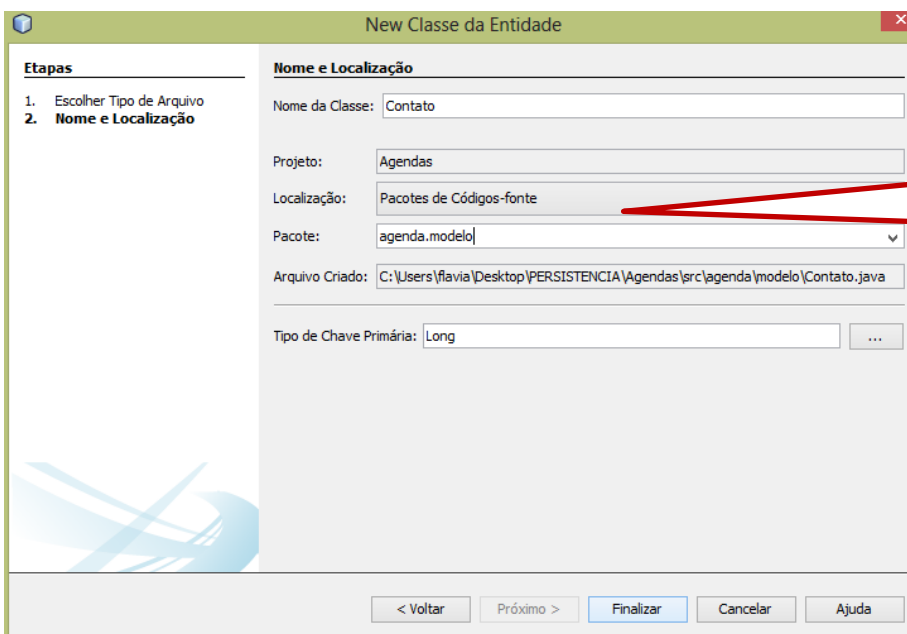 New Classe da Entidade
Etapas
1. Escolher Tipo de Arquivo
2. Nome e Localização
Nome e Localização
Nome da Classe: Contato
Projeto: Agendas
Localização: Pacotes de Códigos-fonte
Pacote: agenda.modelo
Arquivo Criado: C:\Users\flavia\Desktop\PERSISTENCIA\Agendas\src\agenda\modelo\Contato.java
Tipo de Chave Primária: Long ...
< Voltar Próximo > Finalizar Cancelar Ajuda